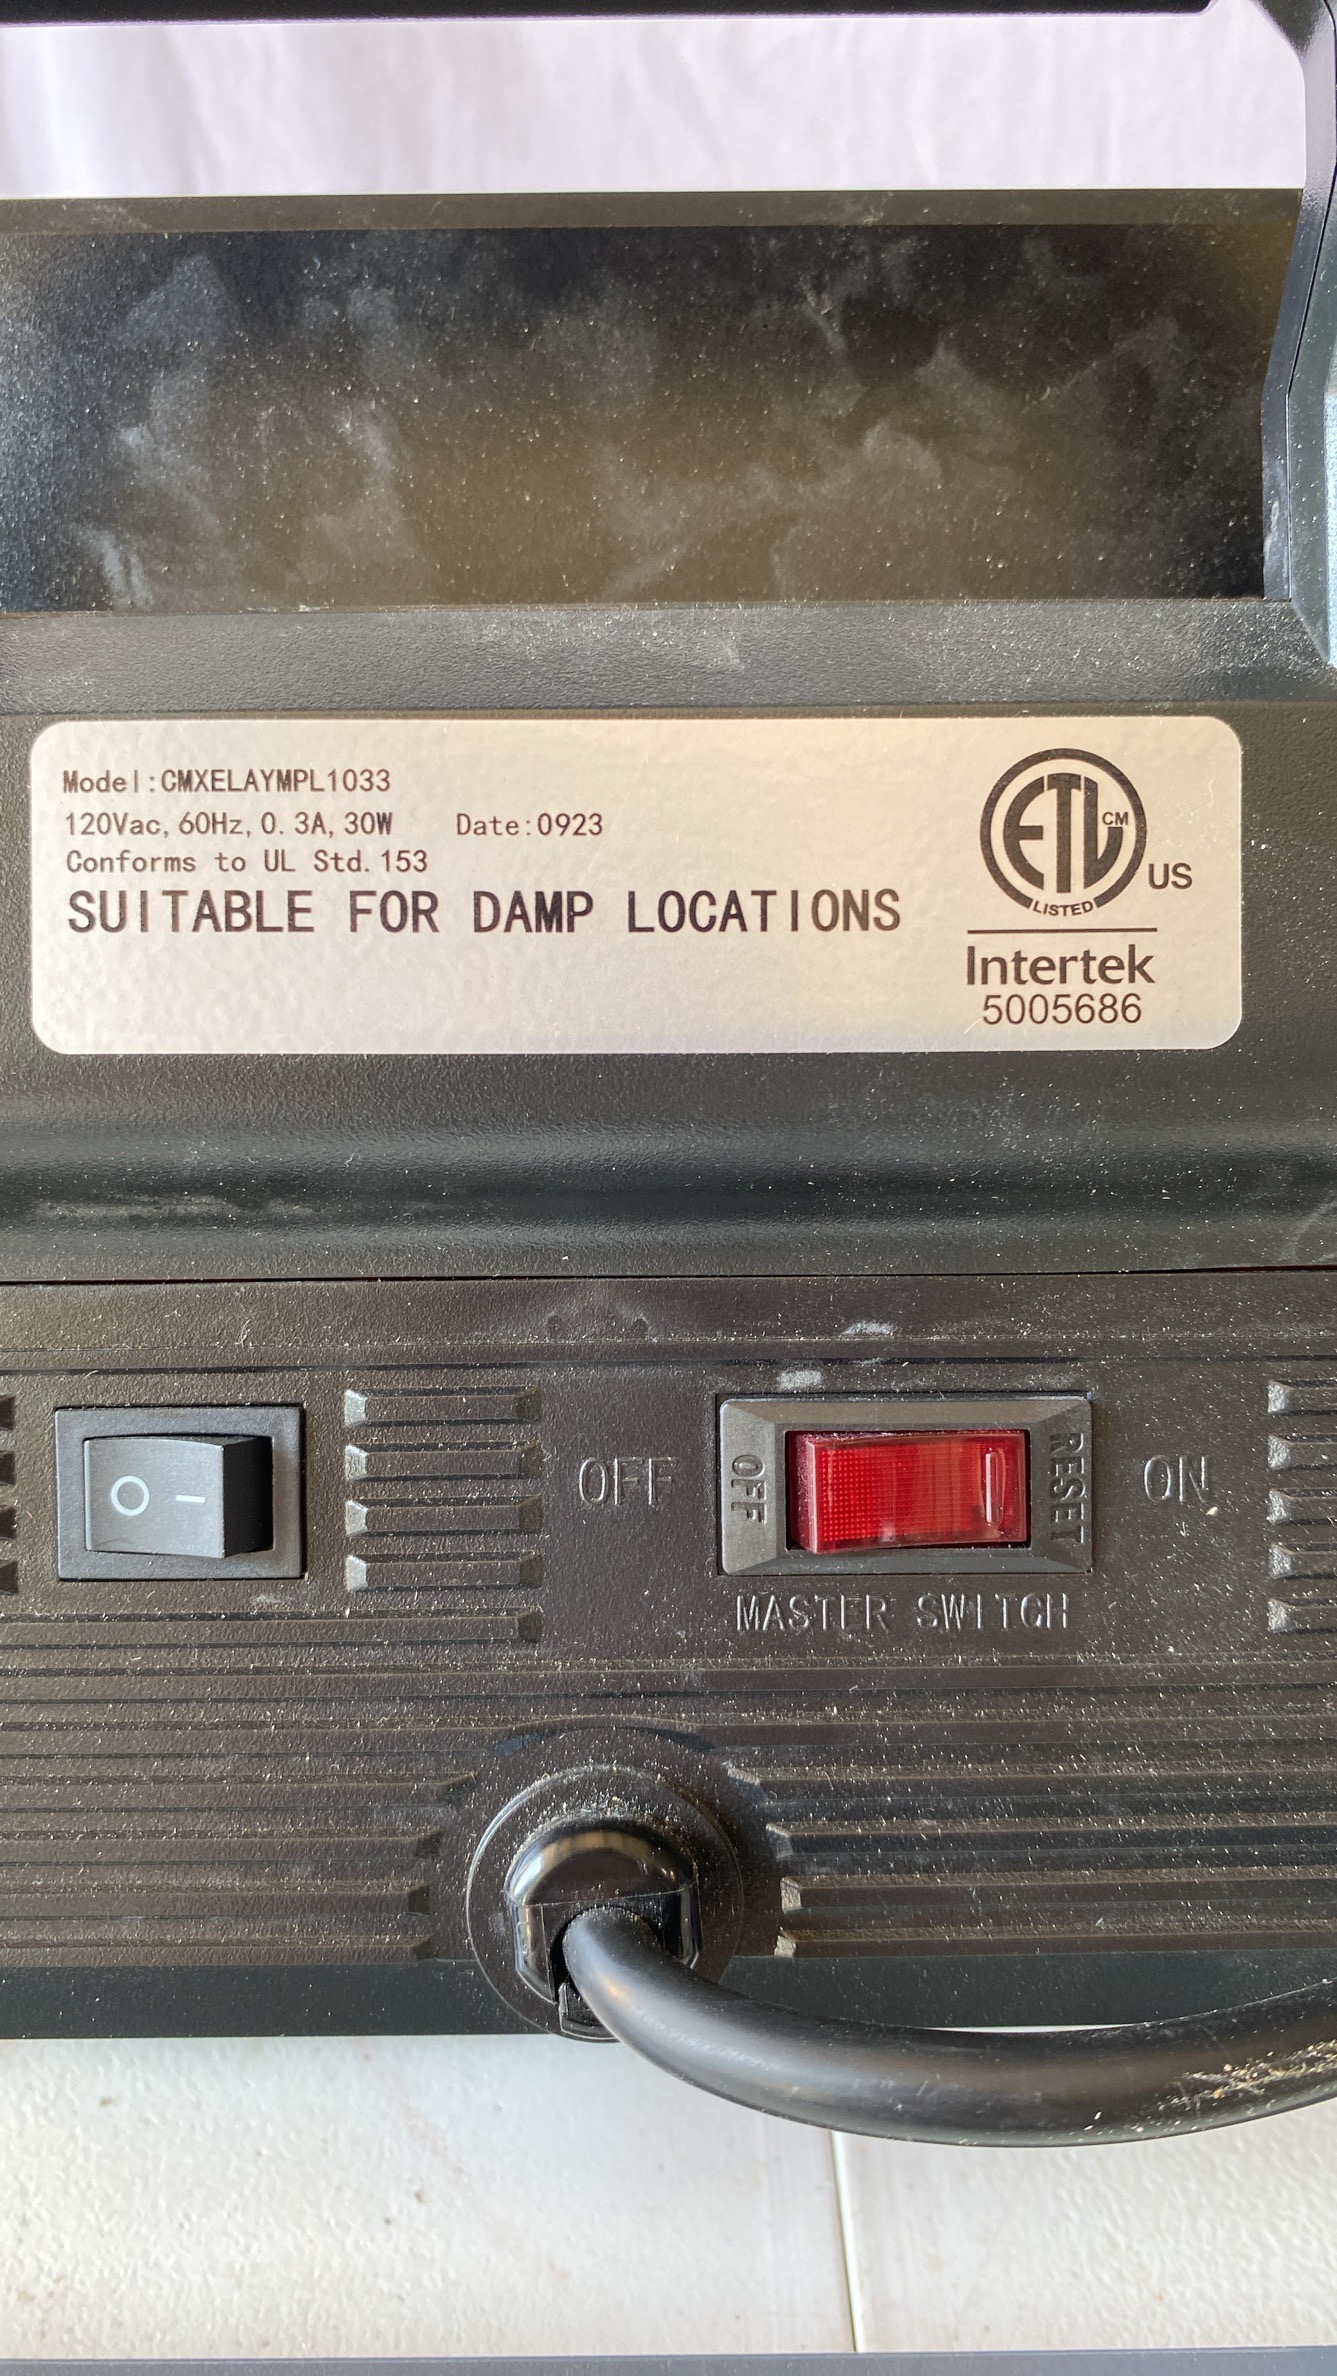 Model:CMXELAYMPL1033
120Vac, 60Hz, 0.3A, 30W Date:0923
Conforms to UL Std. 153
SUITABLE FOR DAMP LOCATIONS
ETL CM
US
LISTED
Intertek
5005686
O I
OFF
OFF
RESET
ON
MASTER SWITCH